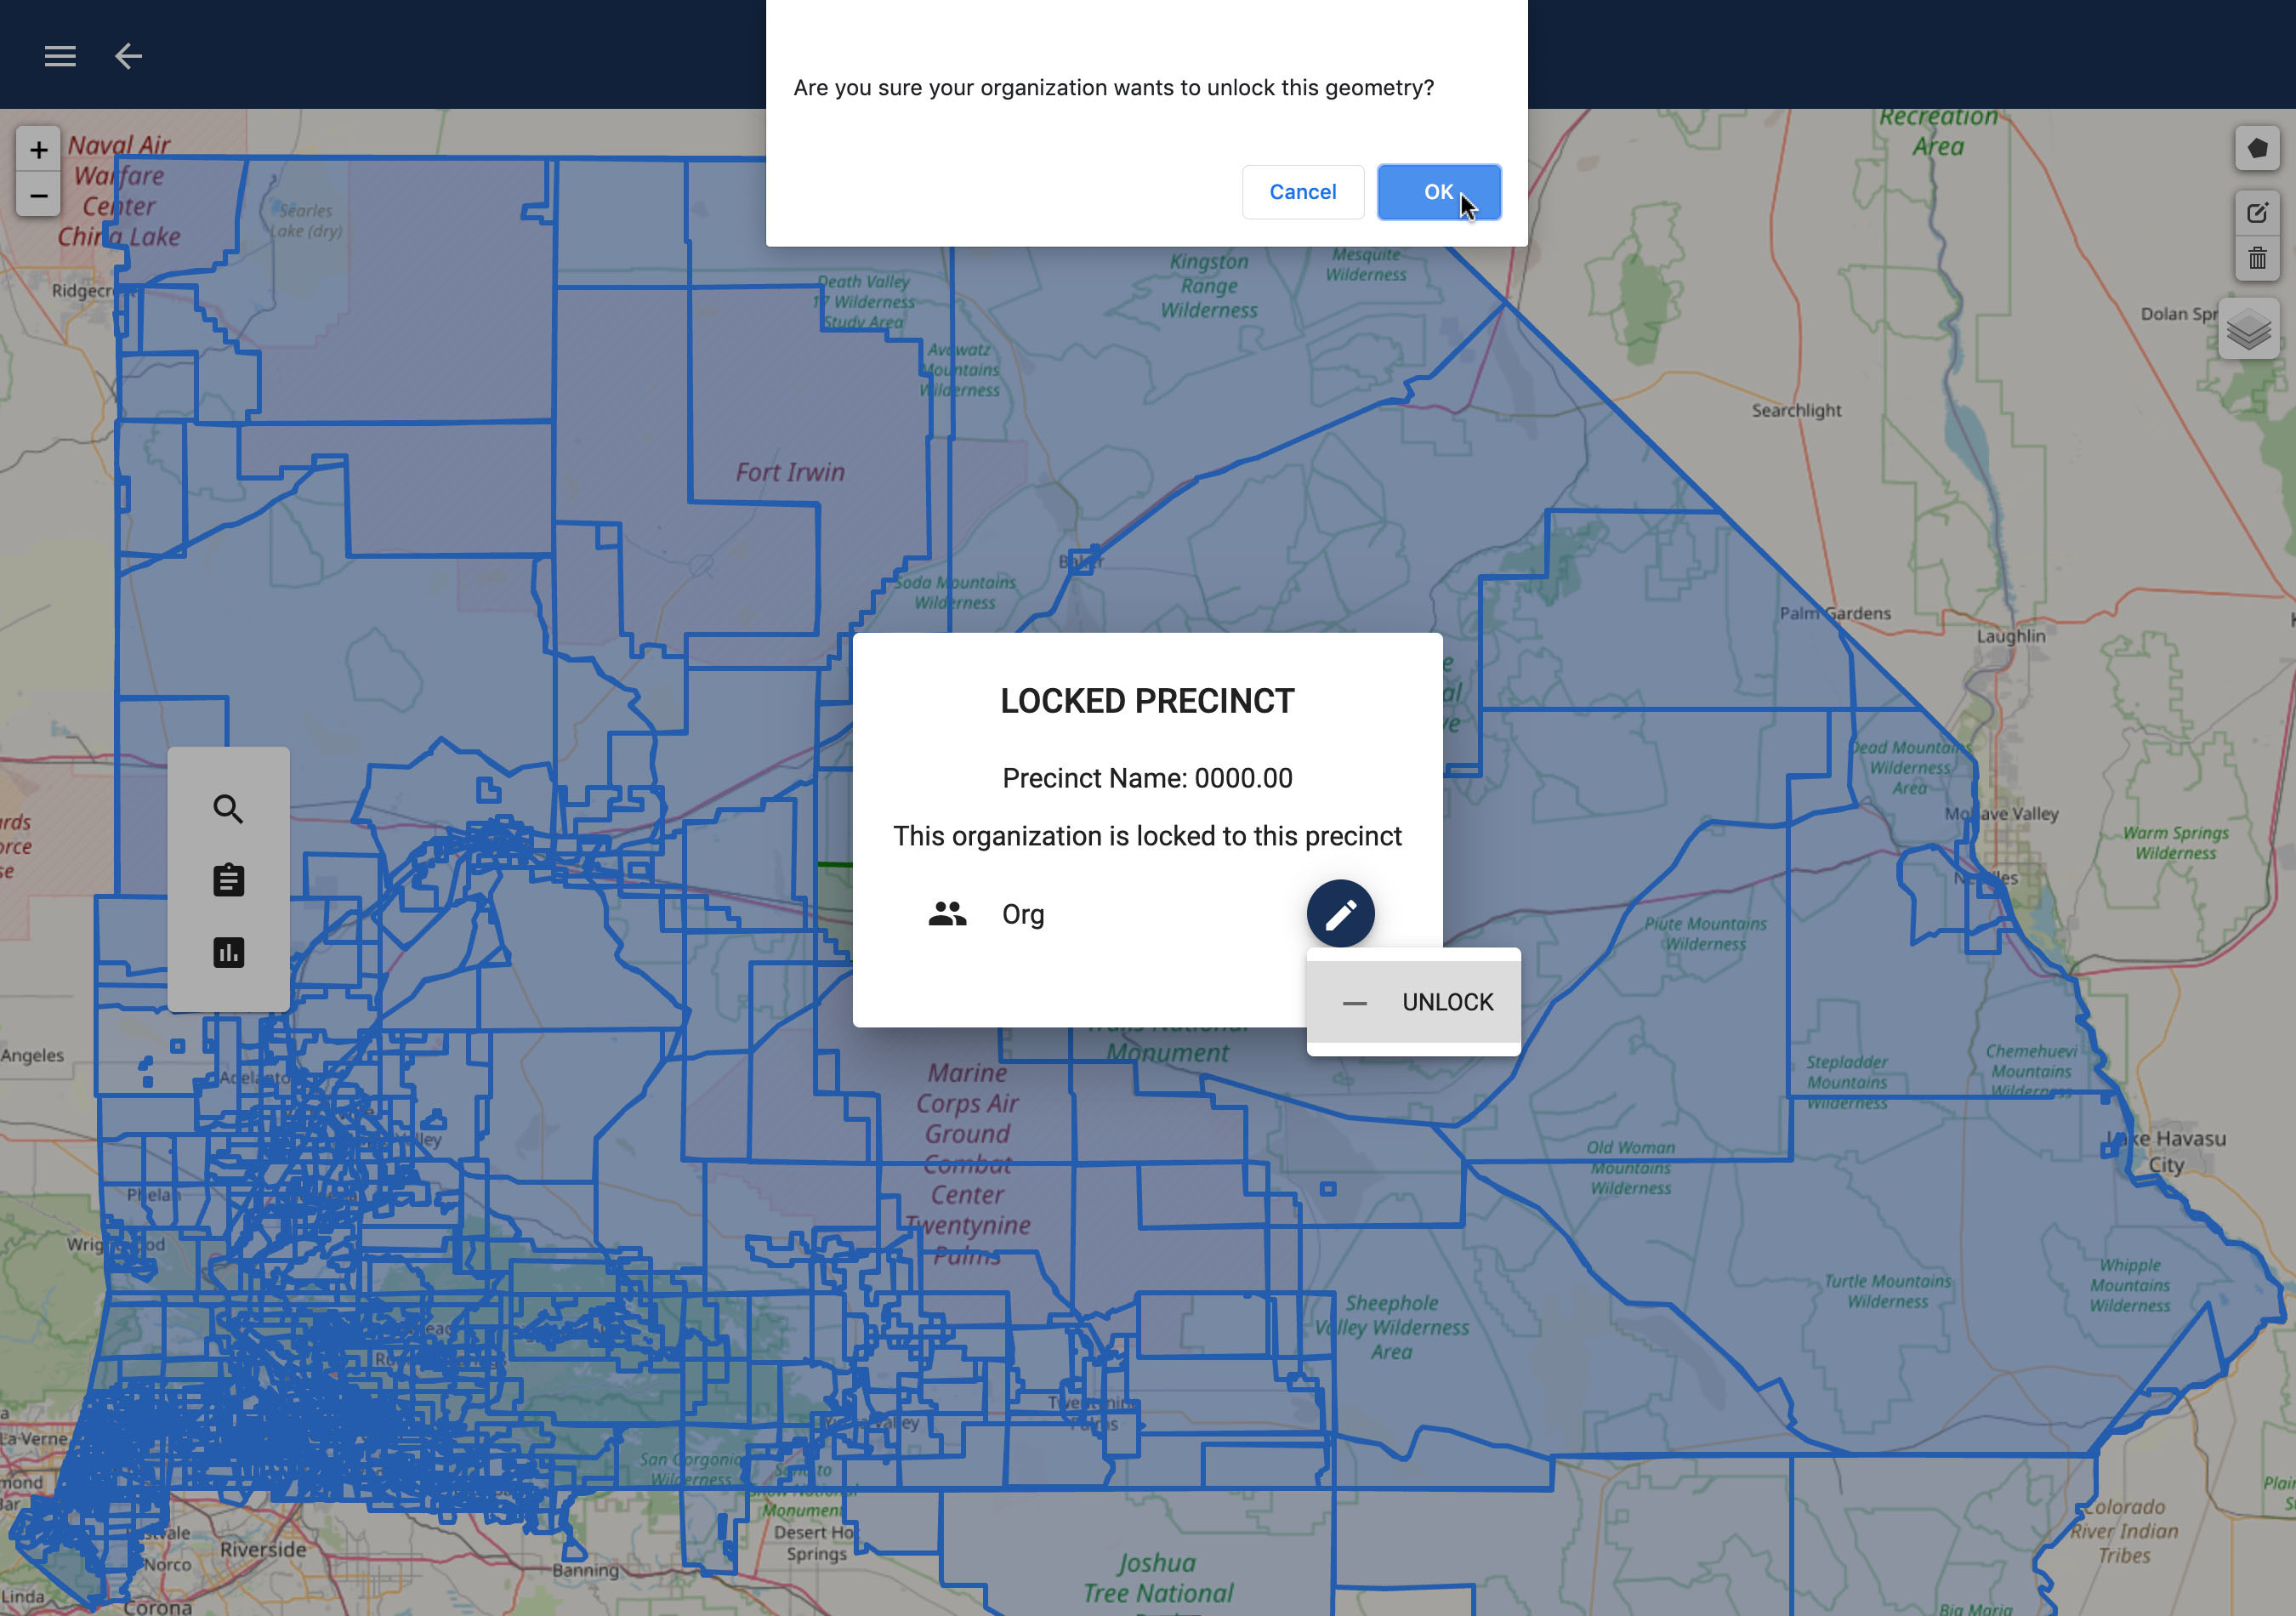 Are you sure your organization wants to unlock this geometry?
Cancel
OK
+
−
Naval Air
Warfare
Center
China Lake
Searles
Lake (dry)
Recreation
Area
Kingston
Range
Wilderness
Mesquite
Wilderness
Death Valley
17 Wilderness
Study Area
Avawatz
Mountains
Wilderness
Dolan
Searchlight
Fort Irwin
Baker
Soda Mountains
Wilderness
Palm Gardens
Laughlin
LOCKED PRECINCT
Precinct Name: 0000.00
This organization is locked to this precinct
Org
UNLOCK
Dead Mountains
Wilderness
Area
Mohave Valley
Warm Springs
Wilderness
Needles
Piute Mountains
Wilderness
Angeles
Adelanto
Monument
Marine
Corps Air
Ground
Combat
Center
Twentynine
Palms
Stepladder
Mountains
Wilderness
Chemehuevi
Mountains
Wilderness
Lake Havasu
City
Old Woman
Mountains
Wilderness
Phelan
Wrightwood
Sheephole
Valley Wilderness
Area
Turtle Mountains
Wilderness
Whipple
Mountains
Wilderness
La Verne
San Gorgonio
Wilderness
Monument
Desert Hot
Springs
Colorado
River Indian
Tribes
Norco
Riverside
Banning
Joshua
Tree National
Linda
Corona
Big Maria